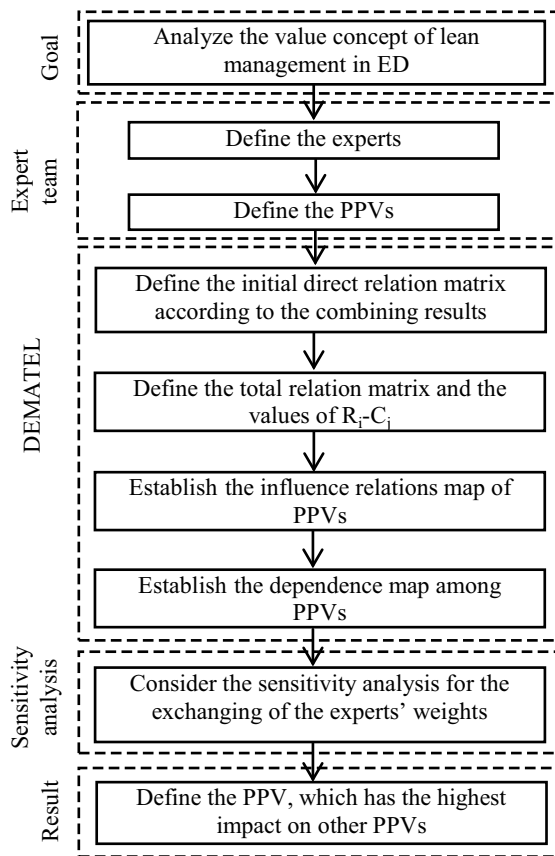 Goal
Analyze the value concept of lean
management in ED
Expert
team
Define the experts
Define the PPVs
DEMATEL
Define the initial direct relation matrix
according to the combining results
Define the total relation matrix and the
values of Ri-Cj
Establish the influence relations map of
PPVs
Establish the dependence map among
PPVs
Sensitivity
analysis
Consider the sensitivity analysis for the
exchanging of the experts’ weights
Result
Define the PPV, which has the highest
impact on other PPVs